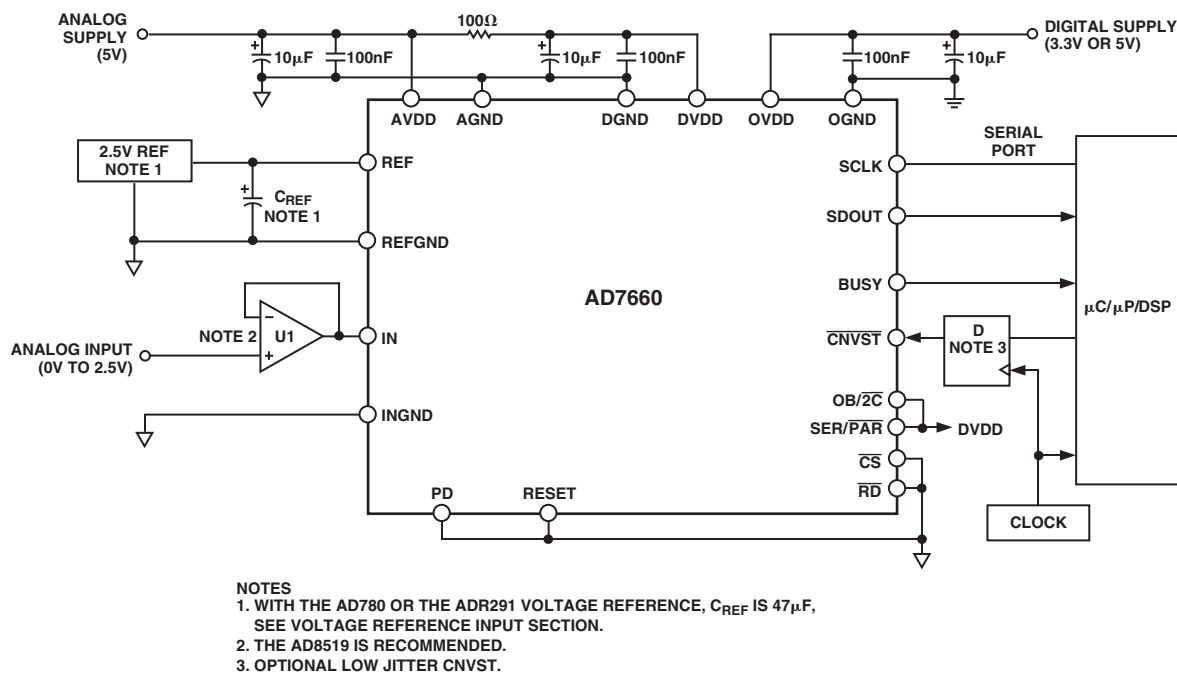 ANALOG
SUPPLY
(5V)
100Ω
DIGITAL SUPPLY
(3.3V OR 5V)
+
10μF
100nF
+
10μF
100nF
100nF
+
10μF
AVDD
AGND
DGND
DVDD
OVDD
OGND
SERIAL
PORT
2.5V REF
NOTE 1
REF
SCLK
+
CREF
NOTE 1
SDOUT
REFGND
BUSY
AD7660
μC/μP/DSP
NOTE 2
−
U1
+
IN
CNVST
D
NOTE 3
ANALOG INPUT
(0V TO 2.5V)
OB/2C
INGND
SER/PAR
DVDD
CS
RD
PD
RESET
CLOCK
NOTES
1. WITH THE AD780 OR THE ADR291 VOLTAGE REFERENCE, CREF IS 47μF,
SEE VOLTAGE REFERENCE INPUT SECTION.
2. THE AD8519 IS RECOMMENDED.
3. OPTIONAL LOW JITTER CNVST.